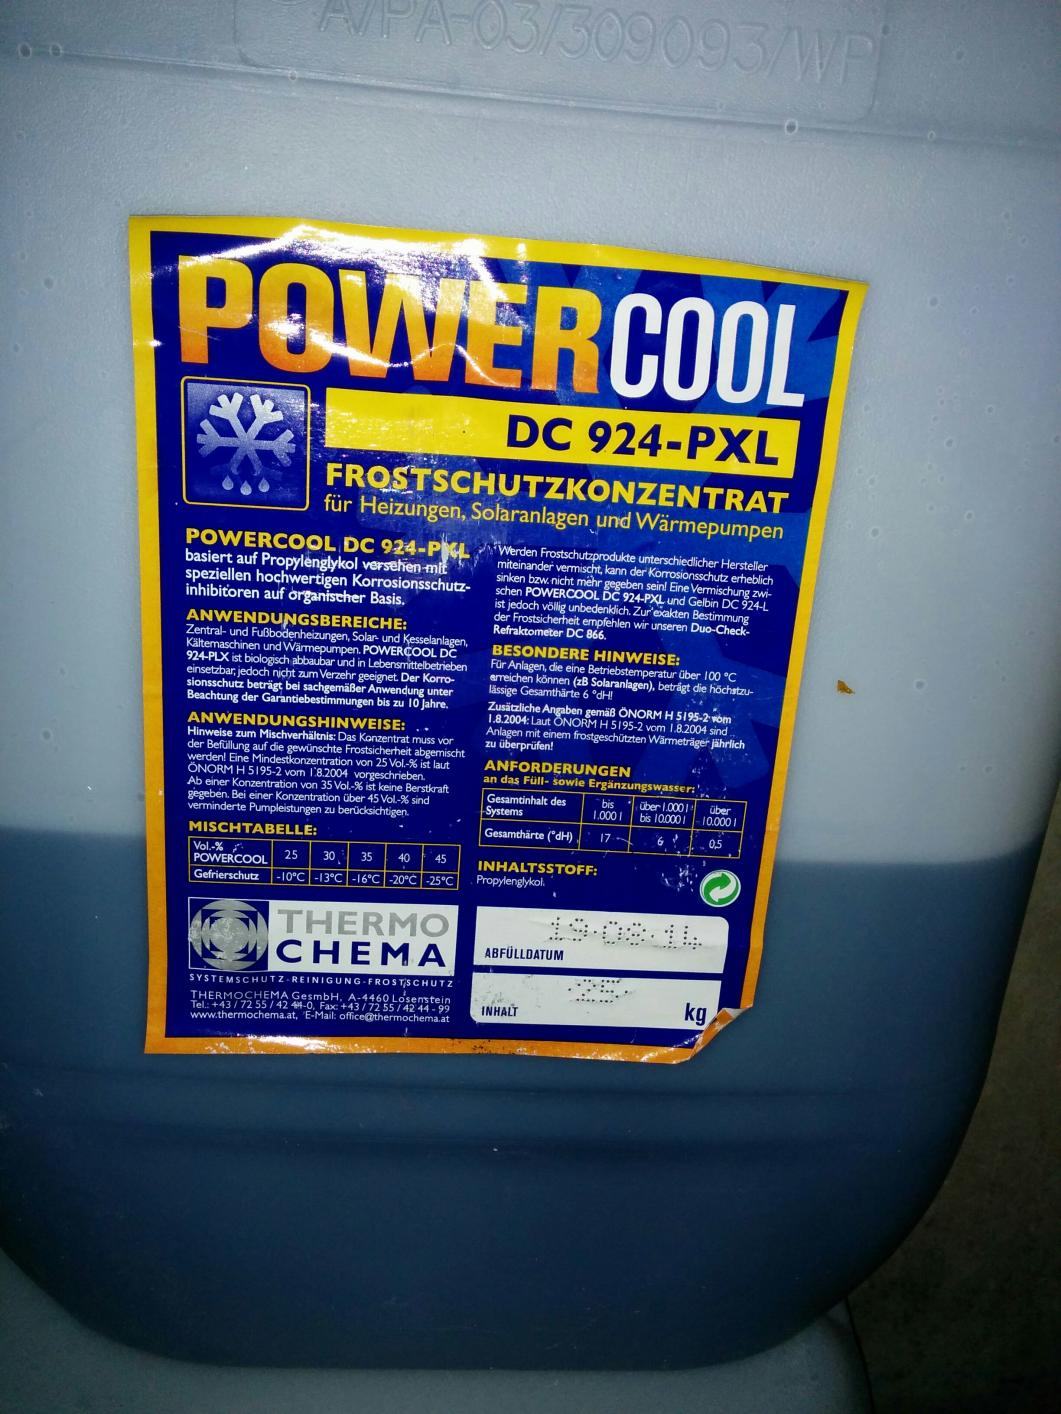 A/PA-03/309093/WP
POWERCOOL
DC 924-PXL
FROSTSCHUTZKONZENTRAT
für Heizungen, Solaranlagen und Wärmepumpen
POWERCOOL DC 924-PXL
basiert auf Propylenglykol versehen mit
speziellen hochwertigen Korrosionsschutz-
inhibitoren auf organischer Basis.
ANWENDUNGSBEREICHE:
Zentral- und Fußbodenheizungen, Solar- und Kesselanlagen,
Kältemaschinen und Wärmepumpen. POWERCOOL DC
924-PLX ist biologisch abbaubar und in Lebensmittelbetrieben
einsetzbar, jedoch nicht zum Verzehr geeignet. Der Korro-
sionsschutz beträgt bei sachgemäßer Anwendung unter
Beachtung der Garantiebestimmungen bis zu 10 Jahre.
ANWENDUNGSHINWEISE:
Hinweise zum Mischverhältnis: Das Konzentrat muss vor
der Befüllung auf die gewünschte Frostsicherheit abgemischt
werden! Eine Mindestkonzentration von 25 Vol.-% ist laut
ÖNORM H 5195-2 vom 1.8.2004 vorgeschrieben.
Ab einer Konzentration von 35 Vol.-% ist keine Berstkraft
gegeben. Bei einer Konzentration über 45 Vol.-% sind
verminderte Pumpleistungen zu berücksichtigen.
MISCHTABELLE:
Vol.-% POWERCOOL 25 30 35 40 45
Gefrierschutz -10°C -13°C -16°C -20°C -25°C
THERMO
CHEMA
SYSTEMSCHUTZ-REINIGUNG-FROSTSCHUTZ
THERMOCHEMA GesmbH, A-4460 Losenstein
Tel.: +43 / 72 55 / 42 44-0, Fax: +43 / 72 55 / 42 44 - 99
www.thermochema.at, E-Mail: office@thermochema.at
Werden Frostschutzprodukte unterschiedlicher Hersteller
miteinander vermischt, kann der Korrosionsschutz erheblich
sinken bzw. nicht mehr gegeben sein! Eine Vermischung zwi-
schen POWERCOOL DC 924-PXL und Gelbin DC 924-L
ist jedoch völlig unbedenklich. Zur exakten Bestimmung
der Frostsicherheit empfehlen wir unseren Duo-Check-
Refraktometer DC 866.
BESONDERE HINWEISE:
Für Anlagen, die eine Betriebstemperatur über 100 °C
erreichen können (zB Solaranlagen), beträgt die höchstzu-
lässige Gesamthärte 6 °dH!
Zusätzliche Angaben gemäß ÖNORM H 5195-2 vom
1.8.2004: Laut ÖNORM H 5195-2 vom 1.8.2004 sind
Anlagen mit einem frostgeschützten Wärmeträger jährlich
zu überprüfen!
ANFORDERUNGEN
an das Füll- sowie Ergänzungswasser:
Gesamtinhalt des Systems bis 1.000 l über 1.000 l bis 10.000 l über 10.000 l
Gesamthärte (°dH) 17 6 0,5
INHALTSSTOFF:
Propylenglykol.
19.08.14
ABFÜLLDATUM
25
INHALT kg